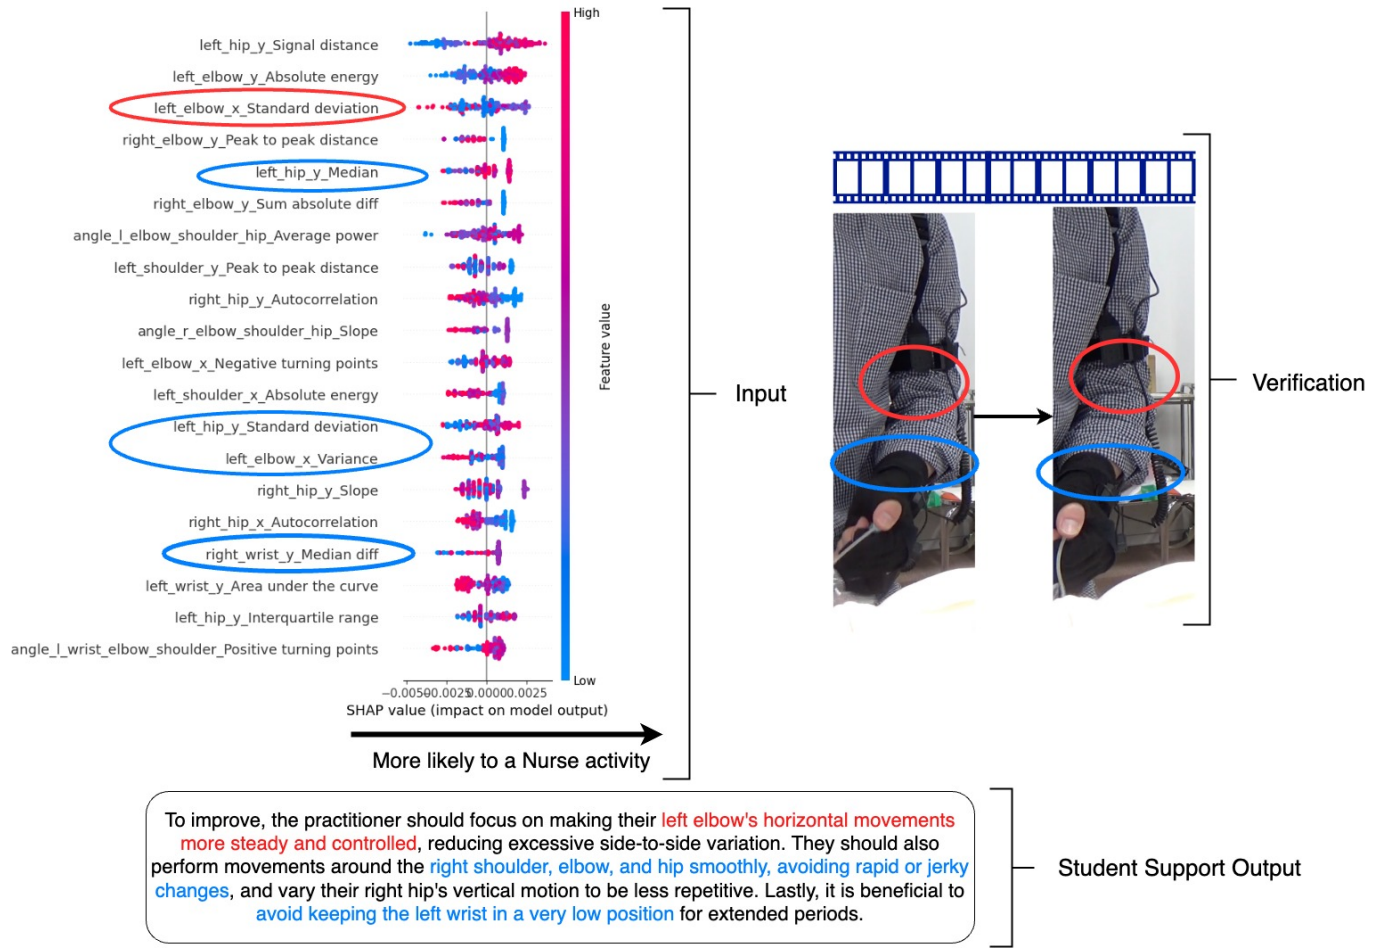 High
left_hip_y_Signal distance
left_elbow_y_Absolute energy
left_elbow_x_Standard deviation
right_elbow_y_Peak to peak distance
left_hip_y_Median
right_elbow_y_Sum absolute diff
angle_l_elbow_shoulder_hip_Average power
left_shoulder_y_Peak to peak distance
right_hip_y_Autocorrelation
angle_r_elbow_shoulder_hip_Slope
left_elbow_x_Negative turning points
left_shoulder_x_Absolute energy
left_hip_y_Standard deviation
left_elbow_x_Variance
right_hip_y_Slope
right_hip_x_Autocorrelation
right_wrist_y_Median diff
left_wrist_y_Area under the curve
left_hip_y_Interquartile range
angle_l_wrist_elbow_shoulder_Positive turning points
Feature value
Low
−0.0050−0.00250.00000.0025
SHAP value (impact on model output)
More likely to a Nurse activity
Input
Verification
To improve, the practitioner should focus on making their left elbow's horizontal movements
more steady and controlled, reducing excessive side-to-side variation. They should also
perform movements around the right shoulder, elbow, and hip smoothly, avoiding rapid or jerky
changes, and vary their right hip's vertical motion to be less repetitive. Lastly, it is beneficial to
avoid keeping the left wrist in a very low position for extended periods.
Student Support Output